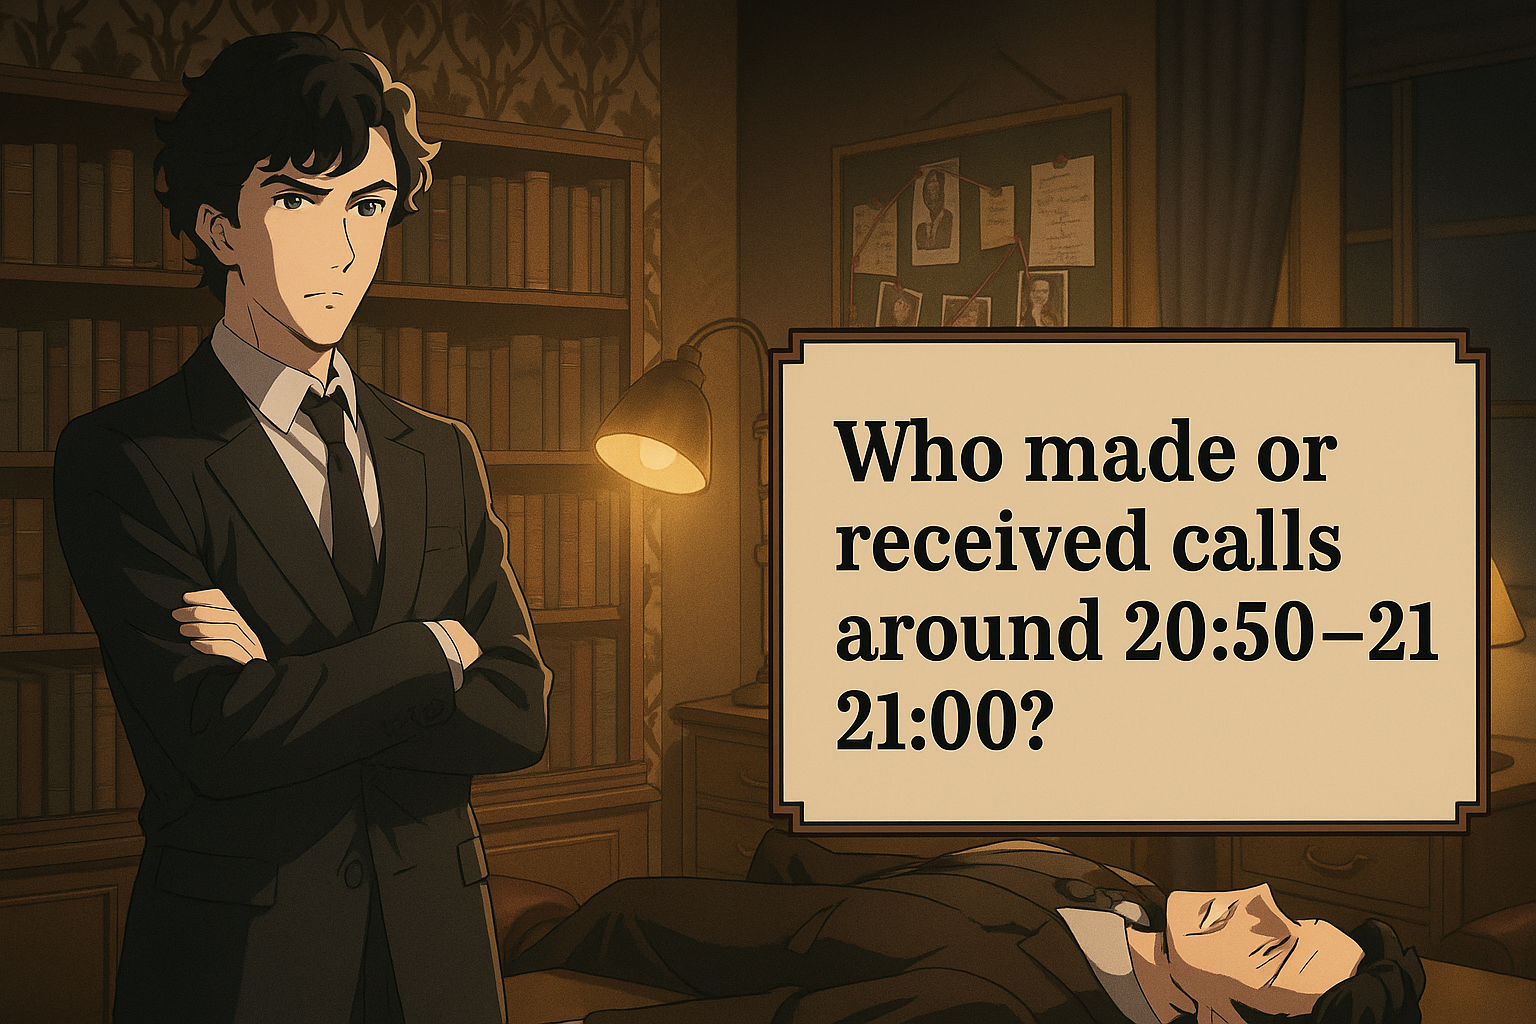 Who made or
received calls
around 20:50–21
21:00?